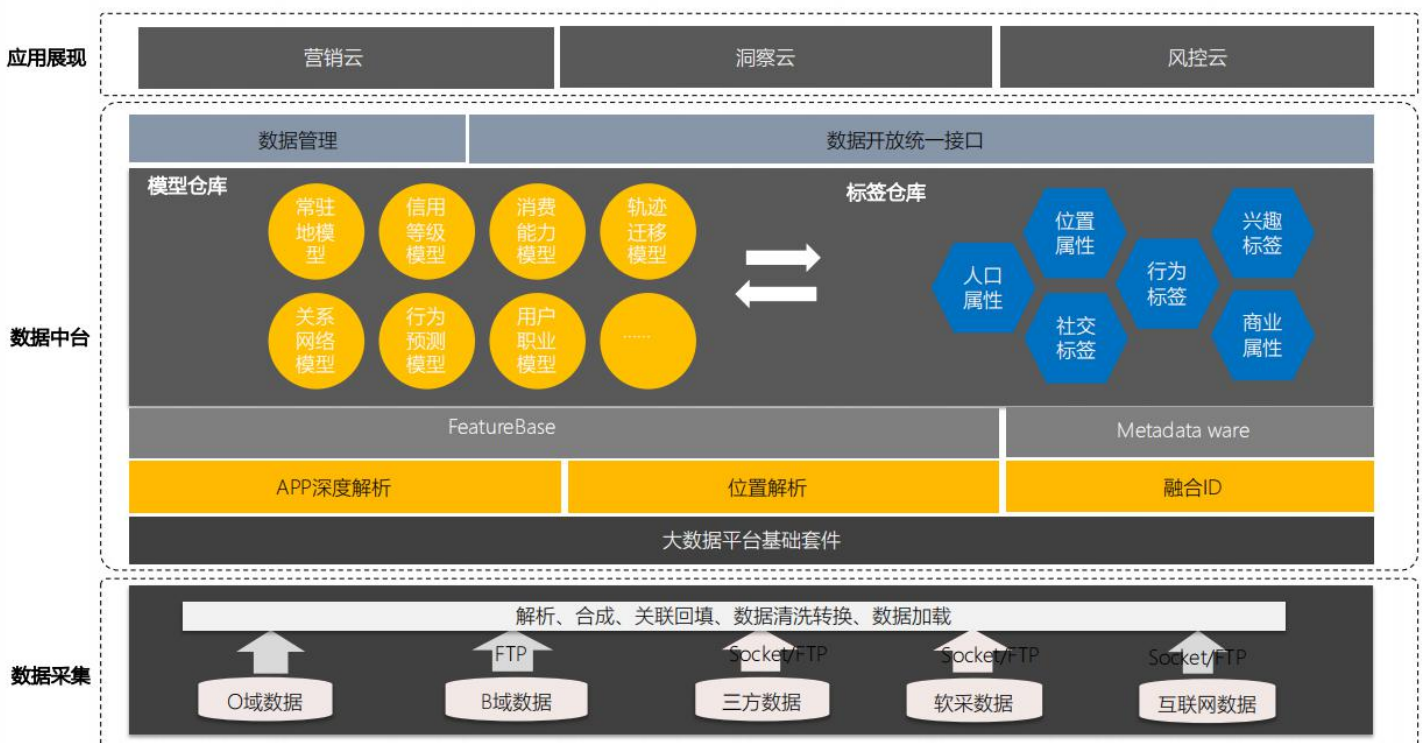 应用展现
营销云
洞察云
风控云
数据管理
数据开放统一接口
数据中台
模型仓库
常驻
地模
型
信用
等级
模型
消费
能力
模型
轨迹
迁移
模型
关系
网络
模型
行为
预测
模型
用户
职业
模型
……
标签仓库
人口
属性
位置
属性
社交
标签
行为
标签
兴趣
标签
商业
属性
FeatureBase
Metadata ware
APP深度解析
位置解析
融合ID
大数据平台基础套件
数据采集
解析、合成、关联回填、数据清洗转换、数据加载
FTP
Socket/FTP
Socket/FTP
Socket/FTP
O域数据
B域数据
三方数据
软采数据
互联网数据